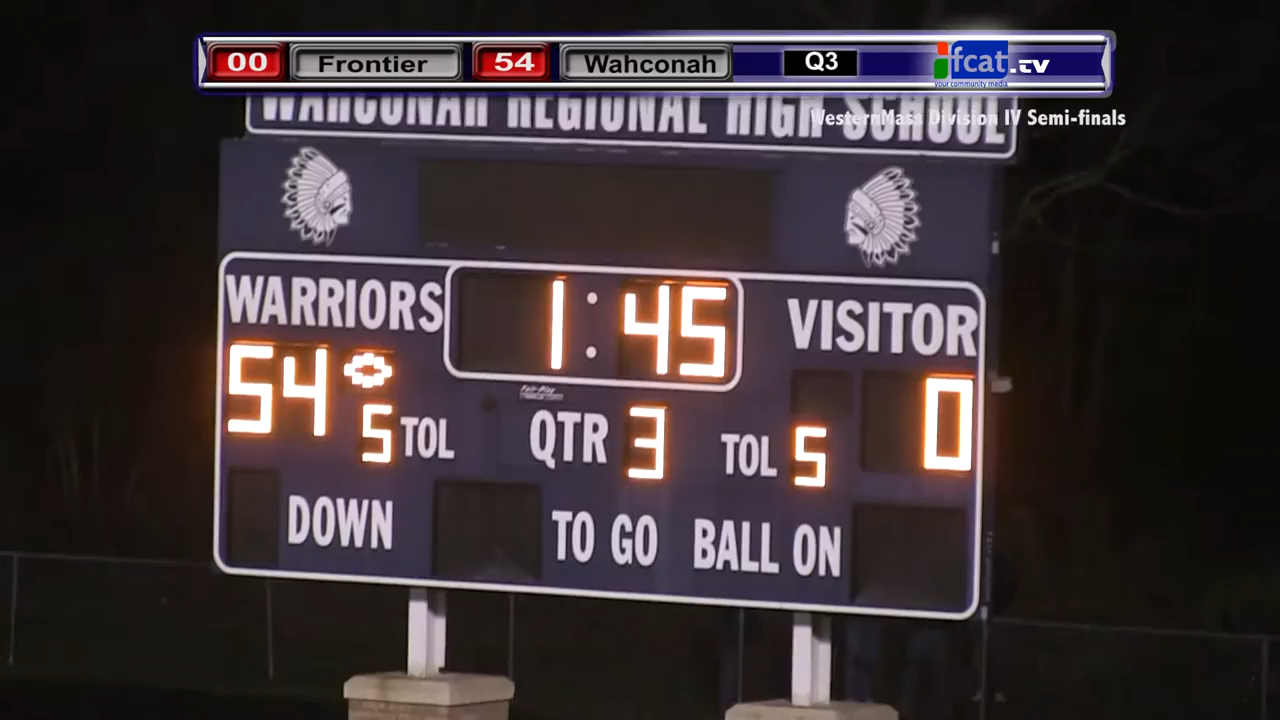 00 Frontier 54 Wahconah Q3 fcat.tv
your community media
WAHCONAH REGIONAL HIGH SCHOOL
WesternMass Division IV Semi-finals
WARRIORS 1:45 VISITOR
54 5 TOL QTR 3 TOL 5 0
DOWN TO GO BALL ON